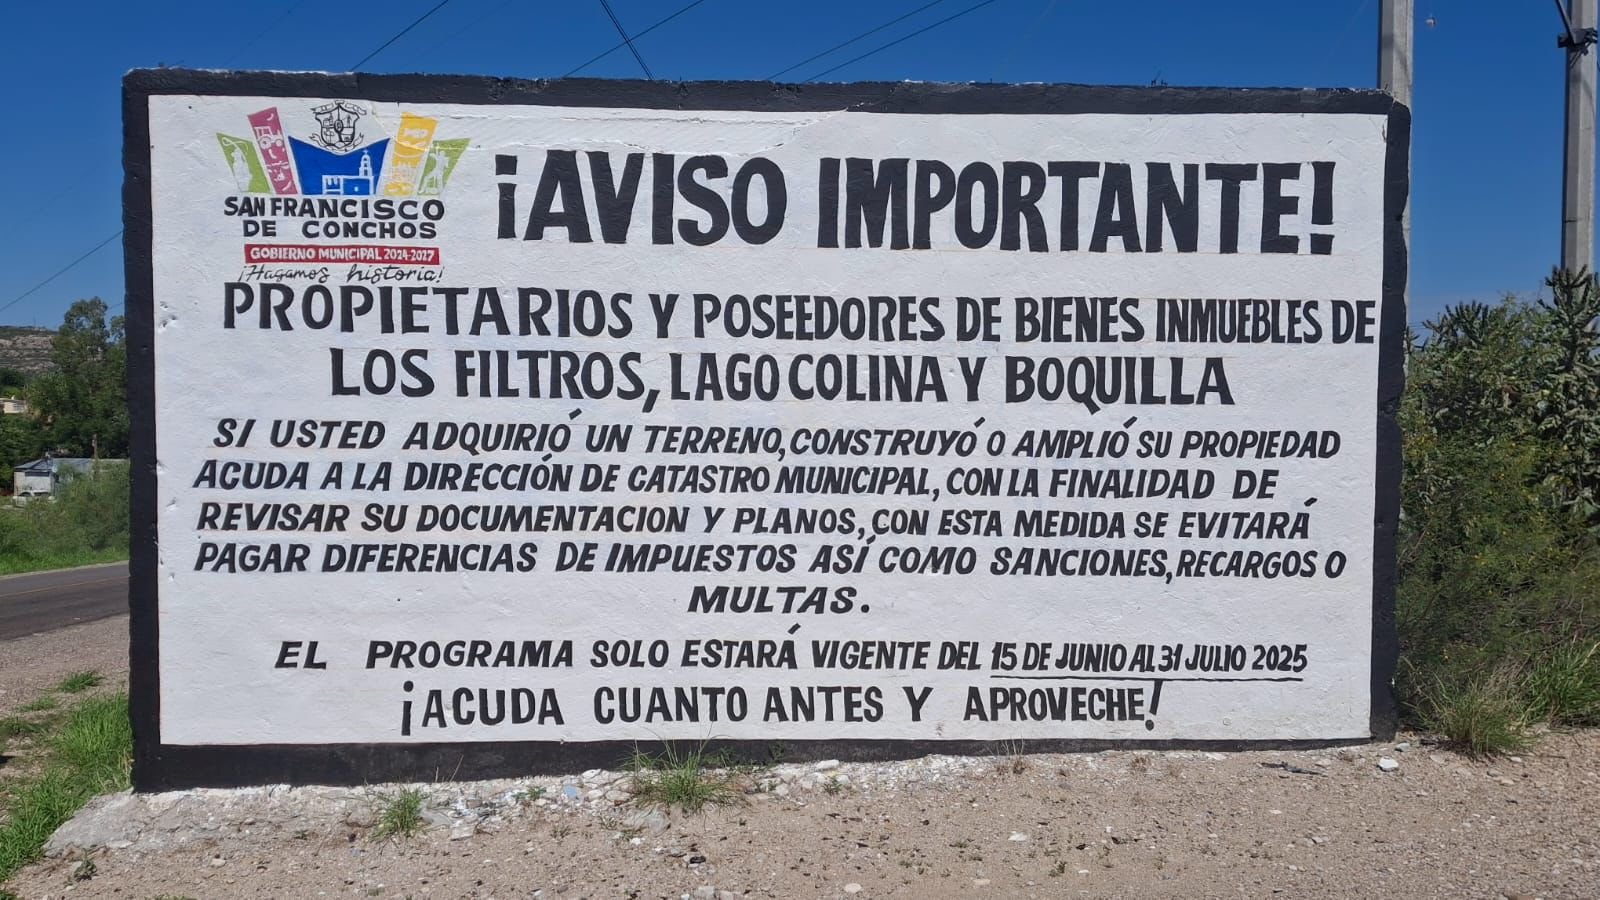 SAN FRANCISCO
DE CONCHOS
GOBIERNO MUNICIPAL 2024-2027
¡Hagamos historia!
¡AVISO IMPORTANTE!
PROPIETARIOS Y POSEEDORES DE BIENES INMUEBLES DE
LOS FILTROS, LAGO COLINA Y BOQUILLA
SI USTED ADQUIRIÓ UN TERRENO, CONSTRUYÓ O AMPLIÓ SU PROPIEDAD
ACUDA A LA DIRECCIÓN DE CATASTRO MUNICIPAL, CON LA FINALIDAD DE
REVISAR SU DOCUMENTACION Y PLANOS, CON ESTA MEDIDA SE EVITARÁ
PAGAR DIFERENCIAS DE IMPUESTOS ASÍ COMO SANCIONES, RECARGOS O
MULTAS.
EL PROGRAMA SOLO ESTARÁ VIGENTE DEL 15 DE JUNIO AL 31 JULIO 2025
¡ACUDA CUANTO ANTES Y APROVECHE!